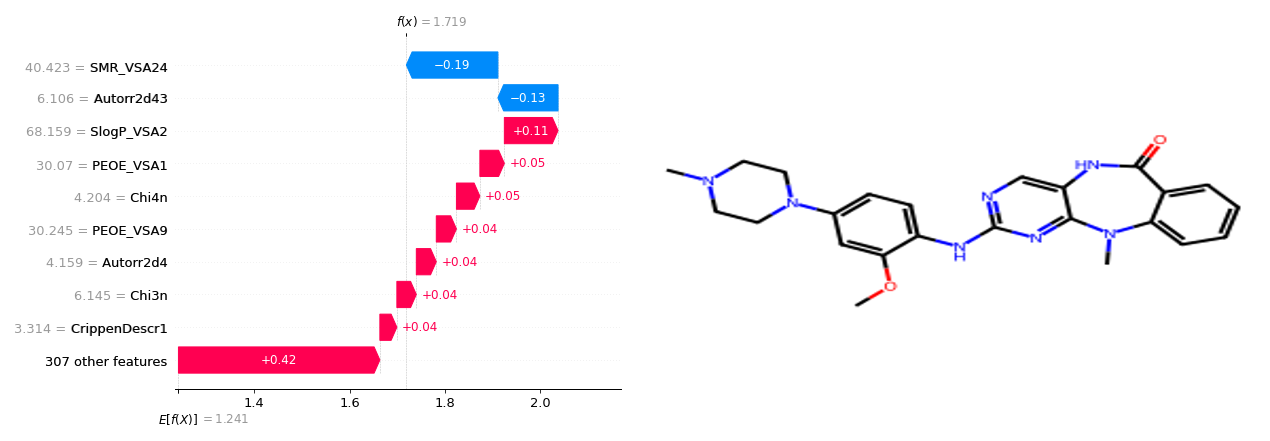 f(x) = 1.719
40.423 = SMR_VSA24
−0.19
6.106 = Autorr2d43
−0.13
68.159 = SlogP_VSA2
+0.11
30.07 = PEOE_VSA1
+0.05
4.204 = Chi4n
+0.05
30.245 = PEOE_VSA9
+0.04
4.159 = Autorr2d4
+0.04
6.145 = Chi3n
+0.04
3.314 = CrippenDescr1
+0.04
307 other features
+0.42
1.4 1.6 1.8 2.0
E[f(X)] = 1.241
O
HN
N
N
N
N
N
N
H
N
O